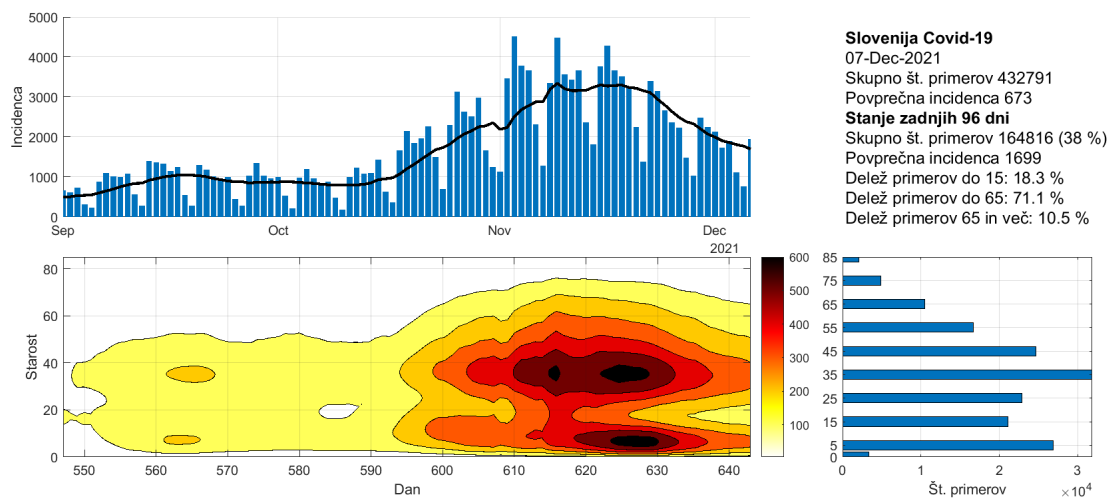 5000
4000
3000
2000
1000
0
Incidenca
Sep
Oct
Nov
Dec
2021
Slovenija Covid-19
07-Dec-2021
Skupno št. primerov 432791
Povprečna incidenca 673
Stanje zadnjih 96 dni
Skupno št. primerov 164816 (38 %)
Povprečna incidenca 1699
Delež primerov do 15: 18.3 %
Delež primerov do 65: 71.1 %
Delež primerov 65 in več: 10.5 %
80
60
40
20
0
Starost
550
560
570
580
590
600
610
620
630
640
Dan
600
500
400
300
200
100
85
75
65
55
45
35
25
15
5
0
0
1
2
3
Št. primerov
×10⁴